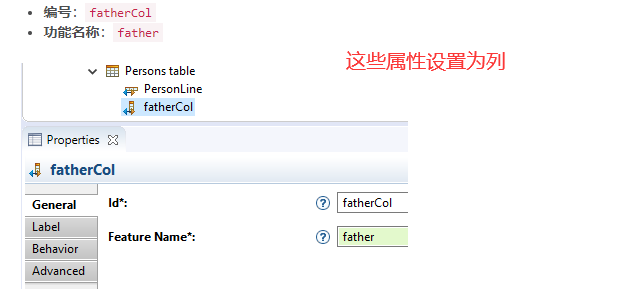 编号：fatherCol
功能名称：father
这些属性设置为列
Persons table
PersonLine
fatherCol
Properties
fatherCol
General
Id*:
fatherCol
Label
Feature Name*:
father
Behavior
Advanced